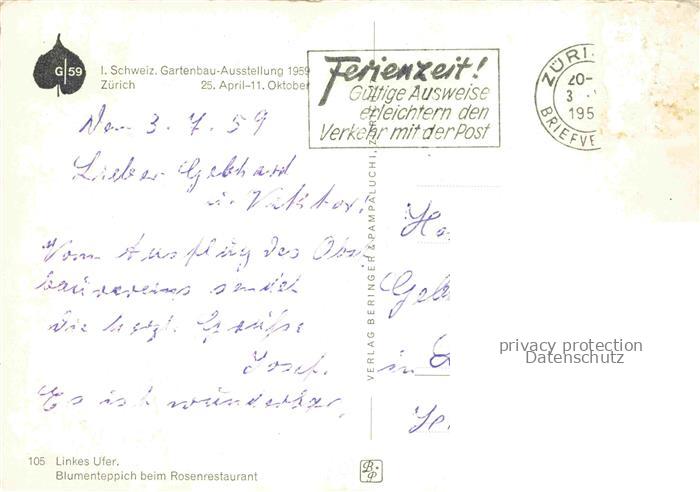 G|59
I. Schweiz. Gartenbau-Ausstellung 1959
Zürich 25. April–11. Oktober
Ferienzeit!
Gültige Ausweise
erleichtern den
Verkehr mit der Post
ZÜRI
20-
3
195
BRIEFVE
Den 3. 7. 59
Lieber Gebhard
u. Viktor!
Vom Ausflug des Obst
bauvereins sendet
die herzl. Grüsse
Josef.
Es ist wunderbar.
Geb
in
VERLAG BERINGER & PAMPALUCHI, ZÜRICH
privacy protection
Datenschutz
105 Linkes Ufer.
Blumenteppich beim Rosenrestaurant
B·P